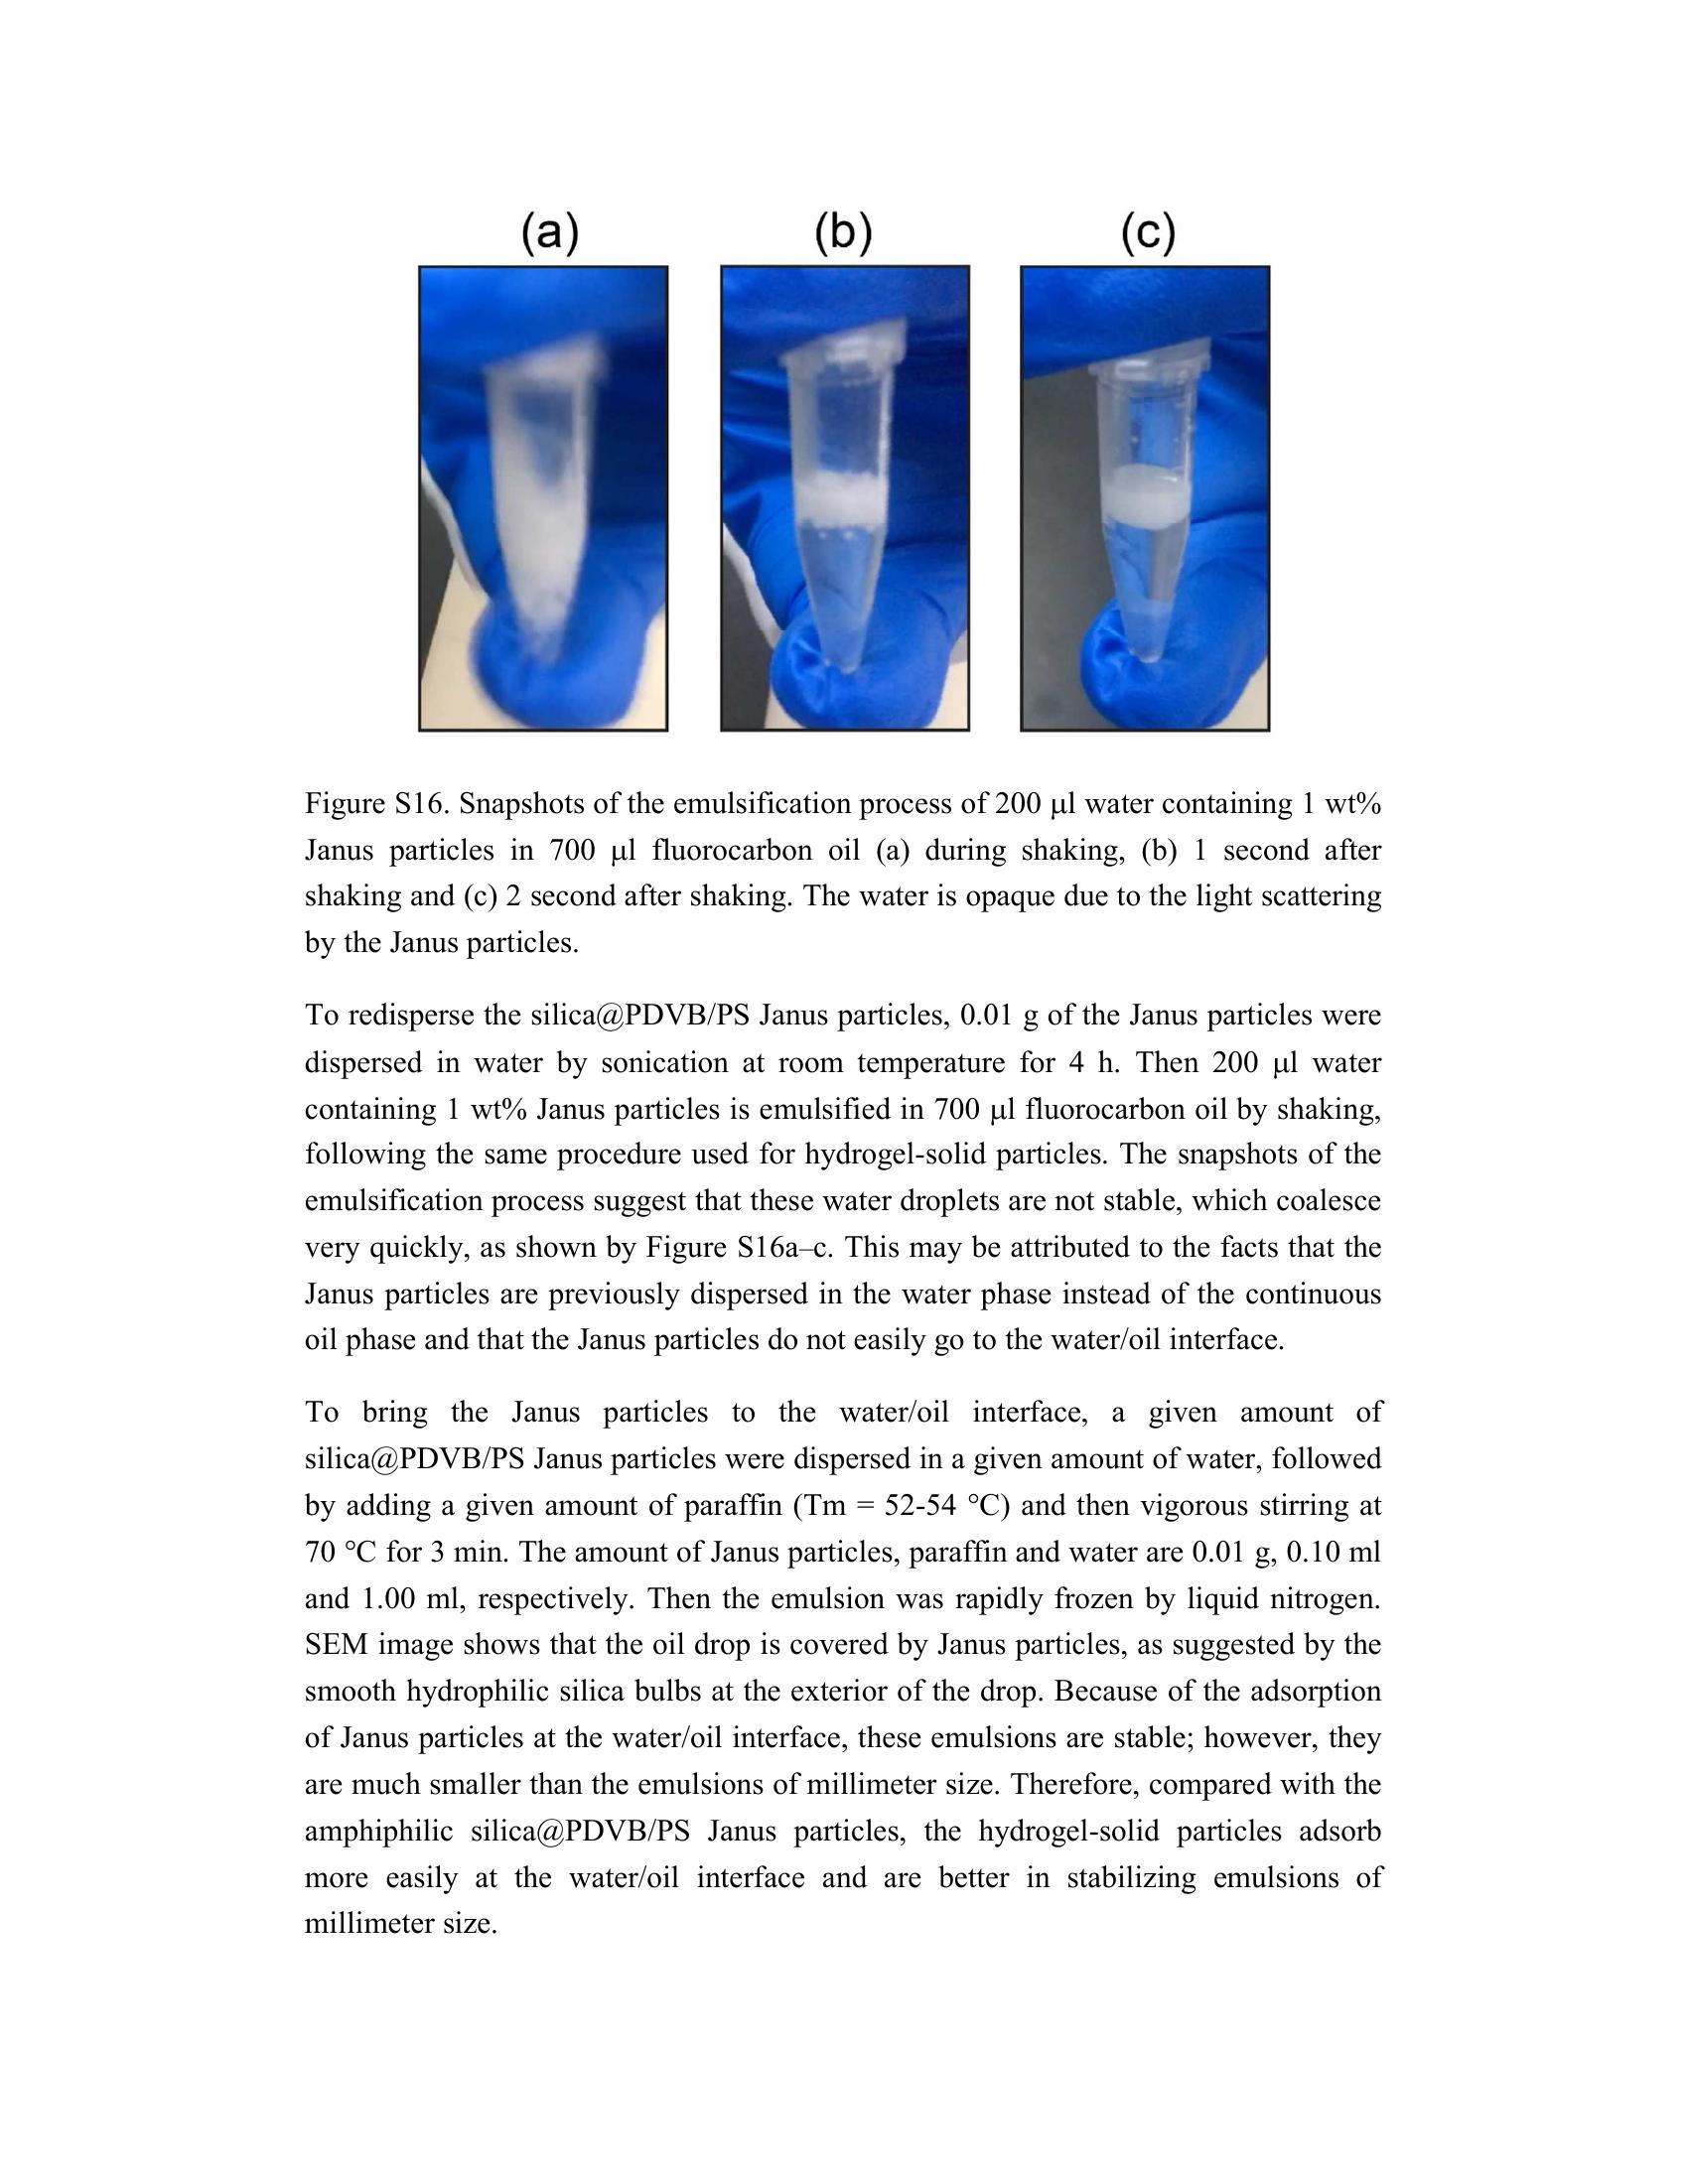 (a) (b) (c)
Figure S16. Snapshots of the emulsification process of 200 μl water containing 1 wt%
Janus particles in 700 μl fluorocarbon oil (a) during shaking, (b) 1 second after
shaking and (c) 2 second after shaking. The water is opaque due to the light scattering
by the Janus particles.
To redisperse the silica@PDVB/PS Janus particles, 0.01 g of the Janus particles were
dispersed in water by sonication at room temperature for 4 h. Then 200 μl water
containing 1 wt% Janus particles is emulsified in 700 μl fluorocarbon oil by shaking,
following the same procedure used for hydrogel-solid particles. The snapshots of the
emulsification process suggest that these water droplets are not stable, which coalesce
very quickly, as shown by Figure S16a–c. This may be attributed to the facts that the
Janus particles are previously dispersed in the water phase instead of the continuous
oil phase and that the Janus particles do not easily go to the water/oil interface.
To bring the Janus particles to the water/oil interface, a given amount of
silica@PDVB/PS Janus particles were dispersed in a given amount of water, followed
by adding a given amount of paraffin (Tm = 52-54 °C) and then vigorous stirring at
70 °C for 3 min. The amount of Janus particles, paraffin and water are 0.01 g, 0.10 ml
and 1.00 ml, respectively. Then the emulsion was rapidly frozen by liquid nitrogen.
SEM image shows that the oil drop is covered by Janus particles, as suggested by the
smooth hydrophilic silica bulbs at the exterior of the drop. Because of the adsorption
of Janus particles at the water/oil interface, these emulsions are stable; however, they
are much smaller than the emulsions of millimeter size. Therefore, compared with the
amphiphilic silica@PDVB/PS Janus particles, the hydrogel-solid particles adsorb
more easily at the water/oil interface and are better in stabilizing emulsions of
millimeter size.